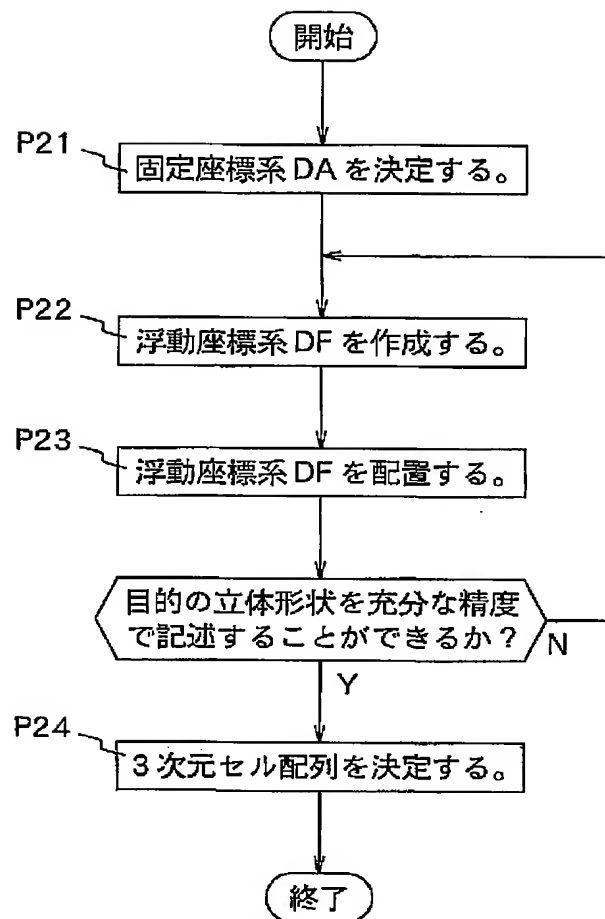 開始
P21
固定座標系 DA を決定する。
P22
浮動座標系 DF を作成する。
P23
浮動座標系 DF を配置する。
目的の立体形状を充分な精度
で記述することができるか？
N
Y
P24
3次元セル配列を決定する。
終了